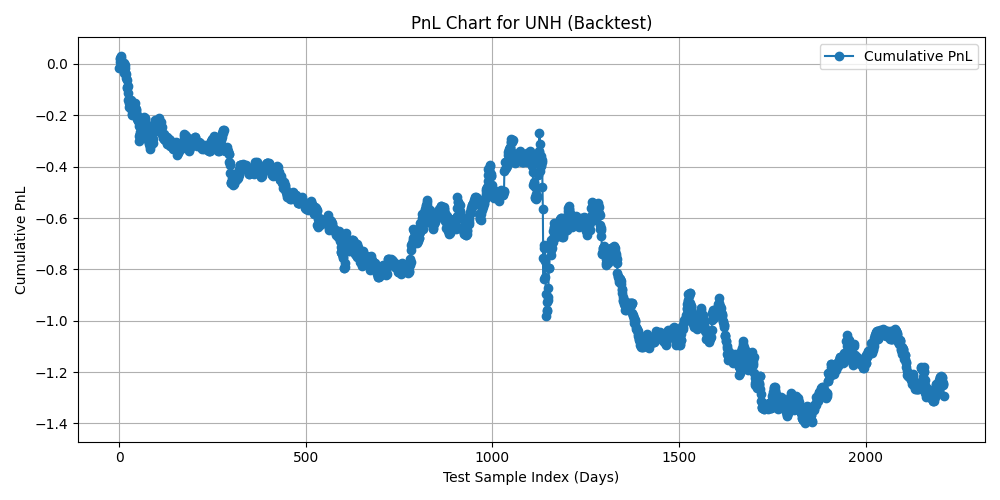 PnL Chart for UNH (Backtest)
Cumulative PnL
Cumulative PnL
0.0
−0.2
−0.4
−0.6
−0.8
−1.0
−1.2
−1.4
0 500 1000 1500 2000
Test Sample Index (Days)